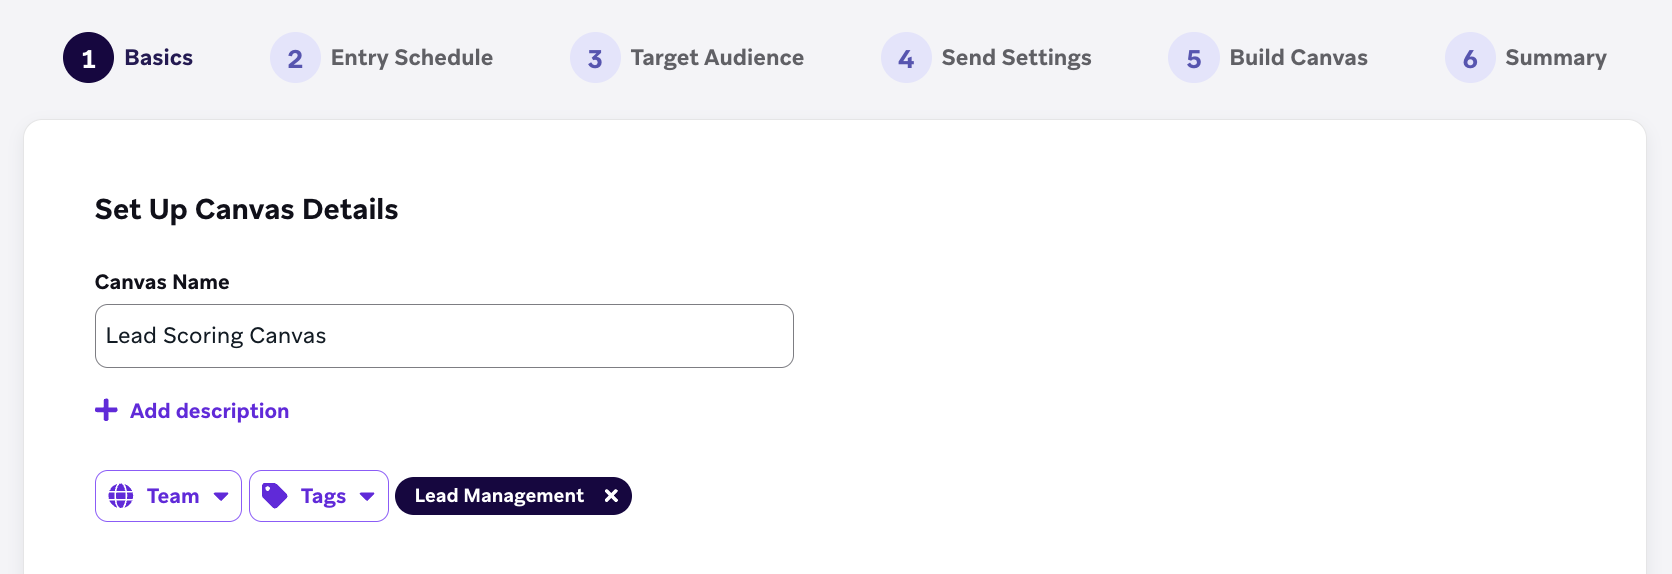 1 Basics 2 Entry Schedule 3 Target Audience 4 Send Settings 5 Build Canvas 6 Summary
Set Up Canvas Details
Canvas Name
Lead Scoring Canvas
Add description
Team Tags Lead Management